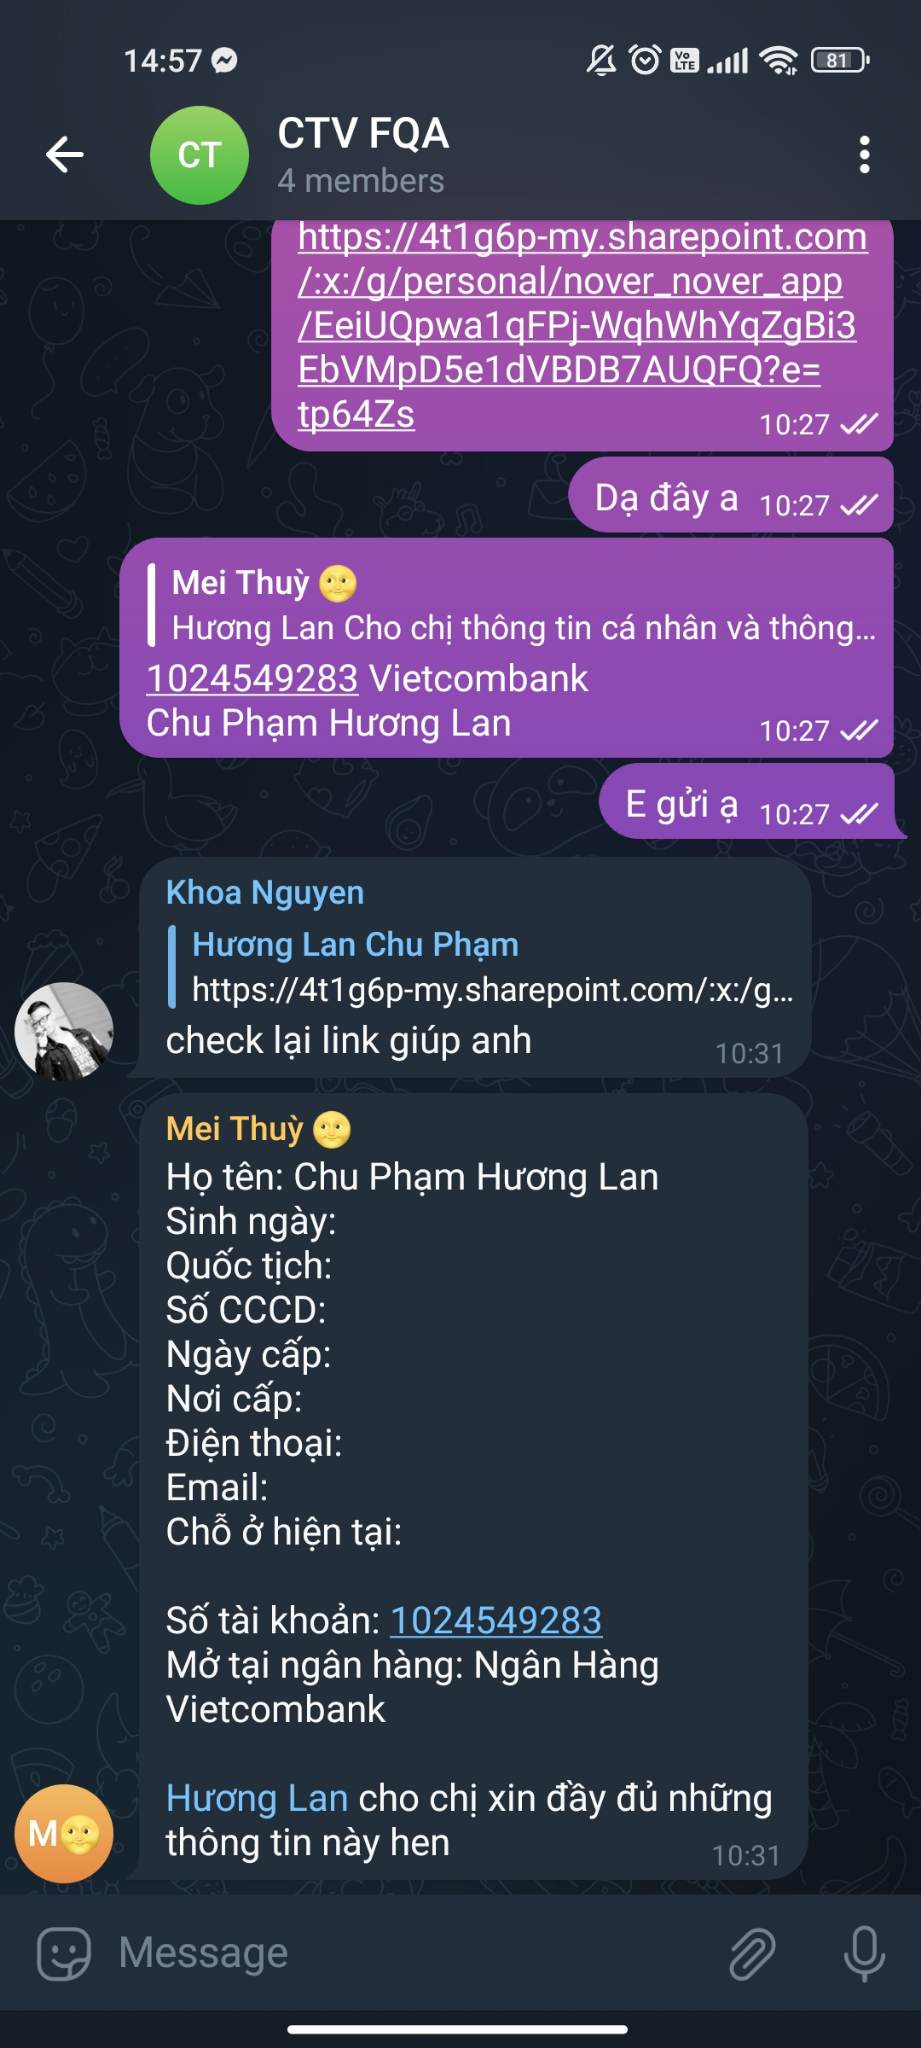 14:57
Vo LTE
81
CT
CTV FQA
4 members
https://4t1g6p-my.sharepoint.com
/:x:/g/personal/nover_nover_app
/EeiUQpwa1qFPj-WqhWhYqZgBi3
EbVMpD5e1dVBDB7AUQFQ?e=
tp64Zs
10:27
Dạ đây a 10:27
Mei Thuỳ 🌝
Hương Lan Cho chị thông tin cá nhân và thông...
1024549283 Vietcombank
Chu Phạm Hương Lan
10:27
E gửi ạ 10:27
Khoa Nguyen
Hương Lan Chu Phạm
https://4t1g6p-my.sharepoint.com/:x:/g...
check lại link giúp anh
10:31
Mei Thuỳ 🌝
Họ tên: Chu Phạm Hương Lan
Sinh ngày:
Quốc tịch:
Số CCCD:
Ngày cấp:
Nơi cấp:
Điện thoại:
Email:
Chỗ ở hiện tại:
Số tài khoản: 1024549283
Mở tại ngân hàng: Ngân Hàng
Vietcombank
Hương Lan cho chị xin đầy đủ những
thông tin này hen
10:31
M🌝
Message